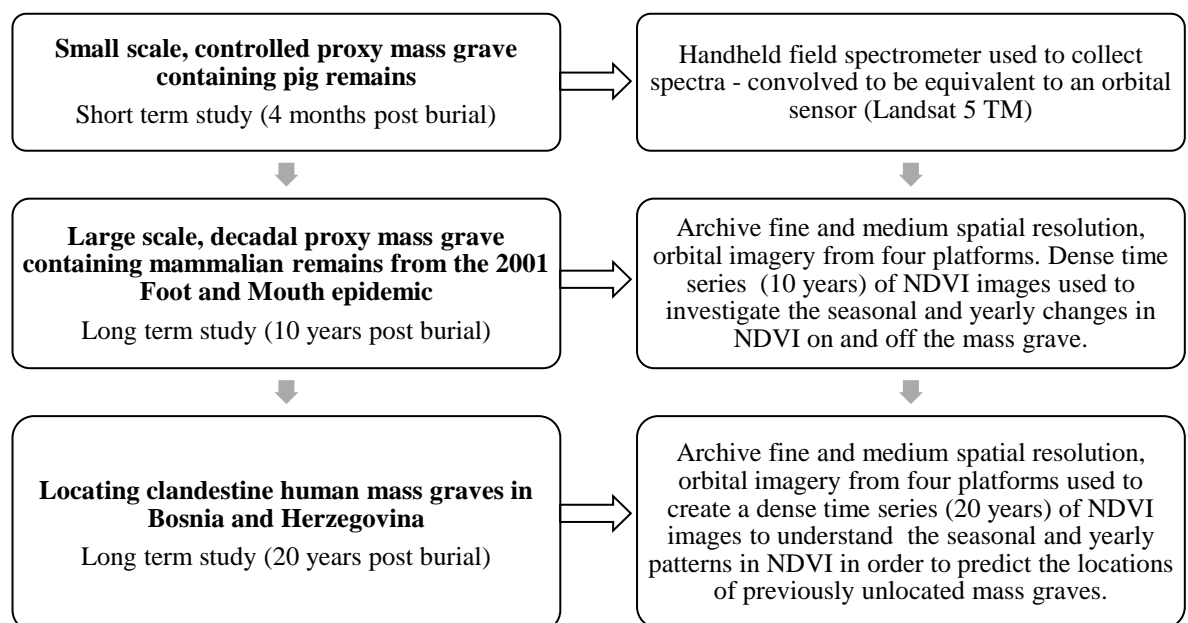 Small scale, controlled proxy mass grave
containing pig remains
Short term study (4 months post burial)
Handheld field spectrometer used to collect
spectra - convolved to be equivalent to an orbital
sensor (Landsat 5 TM)
Large scale, decadal proxy mass grave
containing mammalian remains from the 2001
Foot and Mouth epidemic
Long term study (10 years post burial)
Archive fine and medium spatial resolution,
orbital imagery from four platforms. Dense time
series (10 years) of NDVI images used to
investigate the seasonal and yearly changes in
NDVI on and off the mass grave.
Locating clandestine human mass graves in
Bosnia and Herzegovina
Long term study (20 years post burial)
Archive fine and medium spatial resolution,
orbital imagery from four platforms used to
create a dense time series (20 years) of NDVI
images to understand the seasonal and yearly
patterns in NDVI in order to predict the locations
of previously unlocated mass graves.